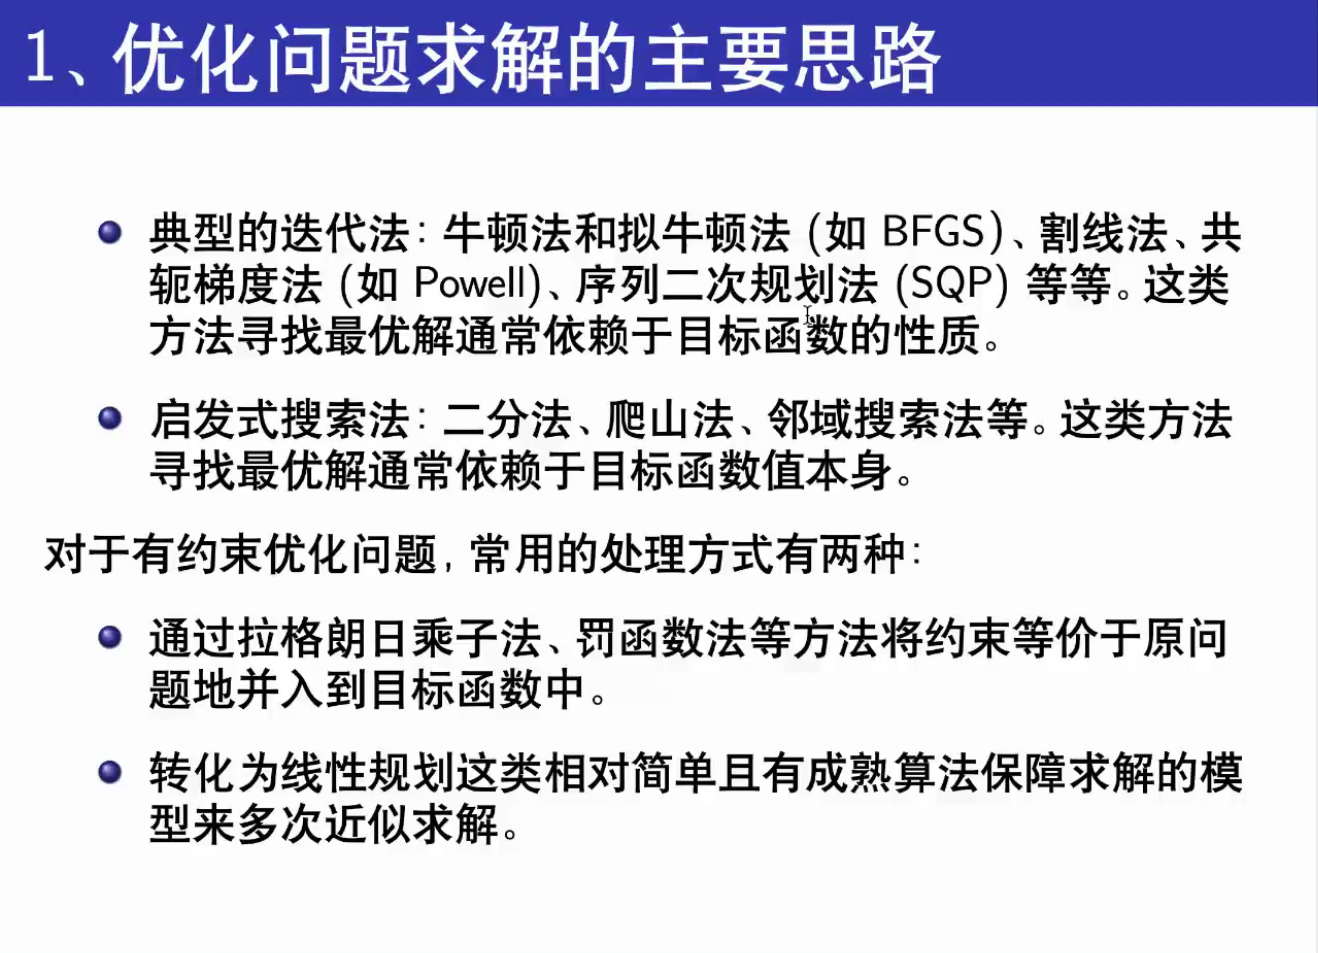 1、优化问题求解的主要思路
典型的迭代法：牛顿法和拟牛顿法 (如 BFGS)、割线法、共
轭梯度法 (如 Powell)、序列二次规划法 (SQP) 等等。这类
方法寻找最优解通常依赖于目标函数的性质。
启发式搜索法：二分法、爬山法、邻域搜索法等。这类方法
寻找最优解通常依赖于目标函数值本身。
对于有约束优化问题, 常用的处理方式有两种：
通过拉格朗日乘子法、罚函数法等方法将约束等价于原问
题地并入到目标函数中。
转化为线性规划这类相对简单且有成熟算法保障求解的模
型来多次近似求解。